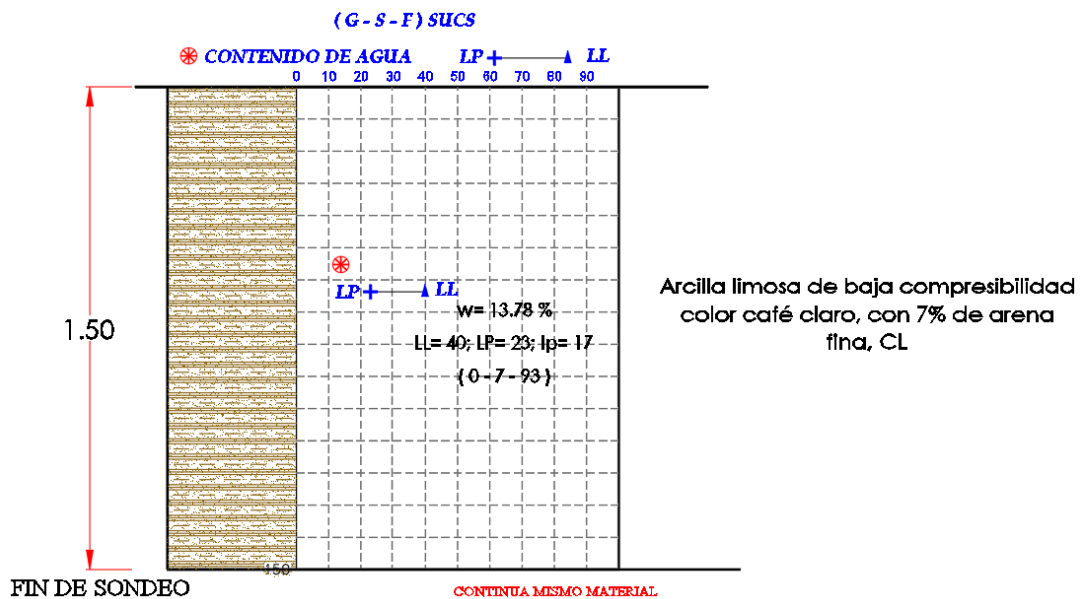 ( G - S - F ) SUCS
CONTENIDO DE AGUA LP LL
0 10 20 30 40 50 60 70 80 90
LP LL
w= 13.78 %
LL= 40; LP= 23; Ip= 17
( 0 - 7 - 93 )
1.50
Arcilla limosa de baja compresibilidad
color café claro, con 7% de arena
fina, CL
150
FIN DE SONDEO
CONTINUA MISMO MATERIAL